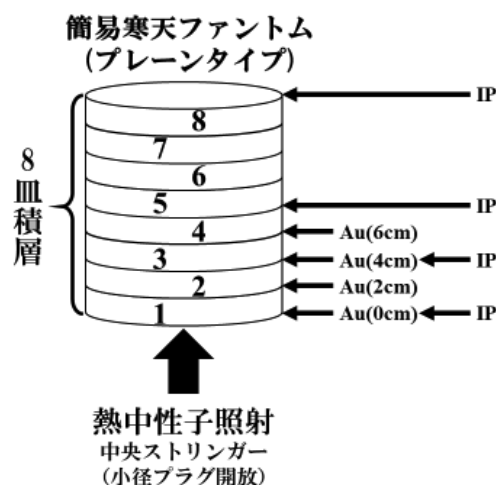 簡易寒天ファントム
(プレーンタイプ)
8皿積層
8
7
6
5
4
3
2
1
IP
IP
Au(6cm)
Au(4cm)
IP
Au(2cm)
Au(0cm)
IP
熱中性子照射
中央ストリンガー
(小径プラグ開放)